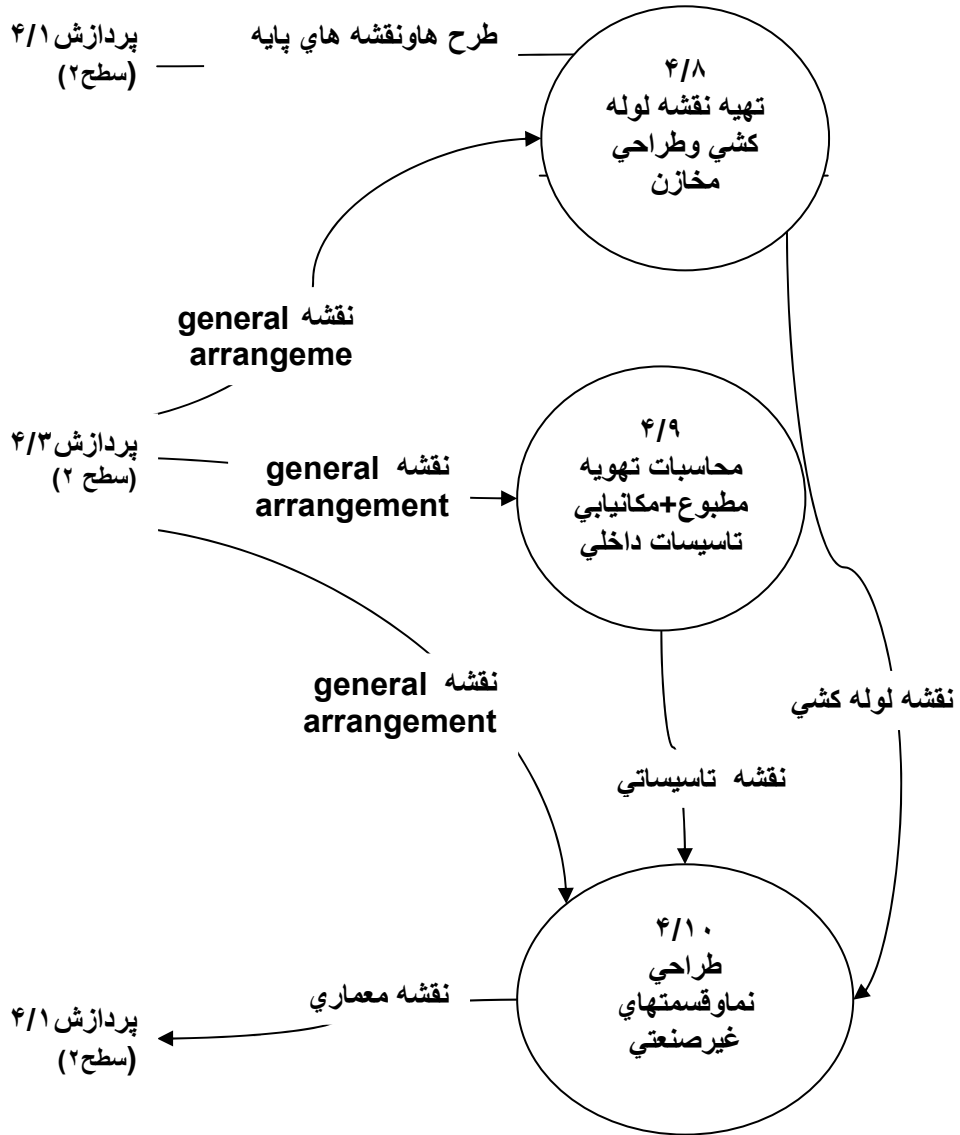 پردازش۴/۱
(سطح۲)
طرح هاونقشه هاي پايه
۴/۸
تهيه نقشه لوله
كشي وطراحي
مخازن
نقشه general
arrangeme
پردازش۴/۳
(سطح ۲)
نقشه general
arrangement
۴/۹
محاسبات تهويه
مطبوع+مكانيابي
تاسيسات داخلي
نقشه general
arrangement
نقشه لوله كشي
نقشه تاسيساتي
۴/۱۰
طراحي
نماوقسمتهاي
غيرصنعتي
نقشه معماري
پردازش۴/۱
(سطح۲)